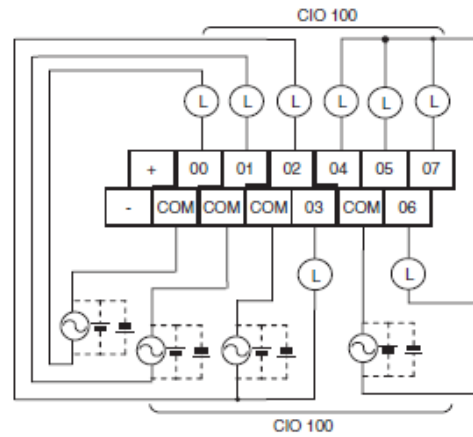 CIO 100
L L L L L L
+ 00 01 02 04 05 07
- COM COM COM 03 COM 06
L L
CIO 100